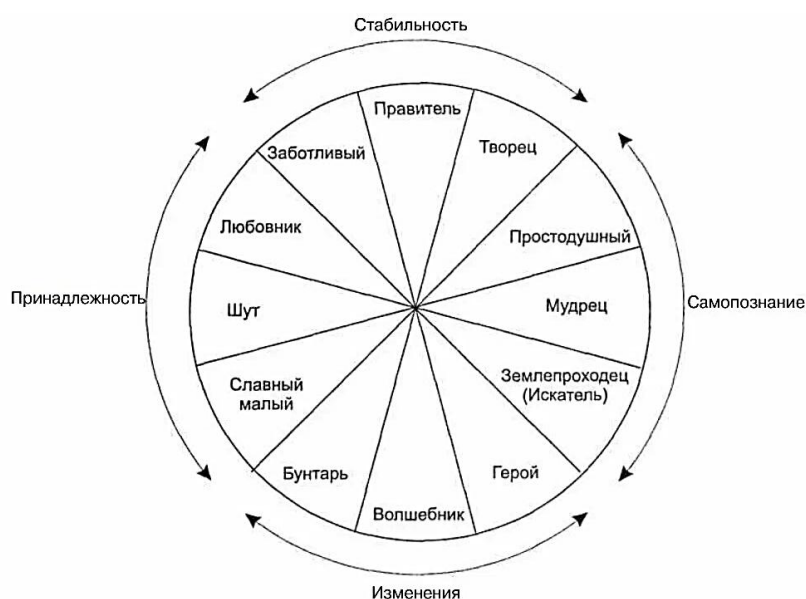 Стабильность
Правитель
Заботливый
Творец
Любовник
Простодушный
Принадлежность
Шут
Мудрец
Самопознание
Славный
малый
Землепроходец
(Искатель)
Бунтарь
Герой
Волшебник
Изменения